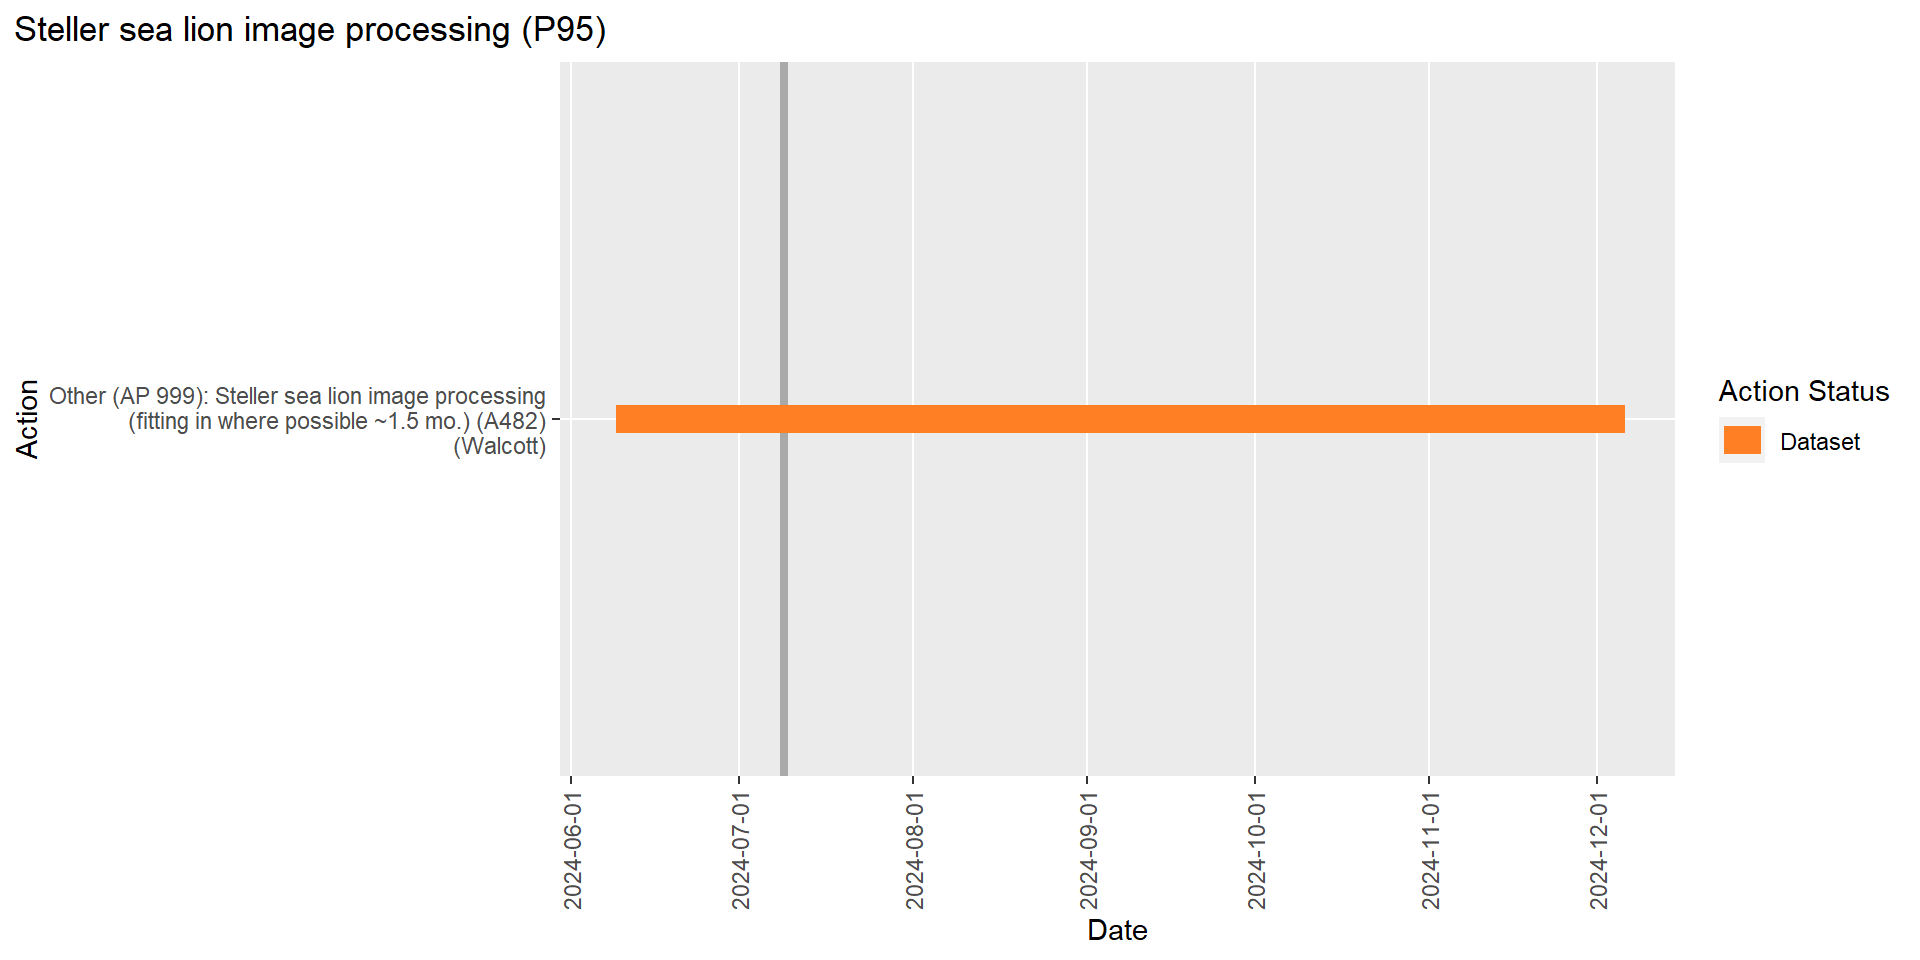 Steller sea lion image processing (P95)
Action
Other (AP 999): Steller sea lion image processing
(fitting in where possible ~1.5 mo.) (A482)
(Walcott)
Action Status
Dataset
2024-06-01
2024-07-01
2024-08-01
2024-09-01
2024-10-01
2024-11-01
2024-12-01
Date